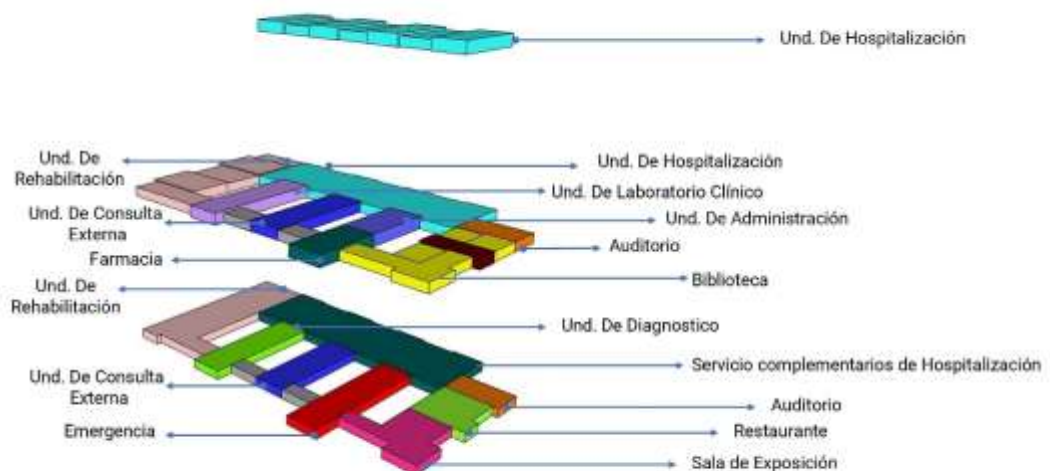 Und. De Hospitalización
Und. De
Rehabilitación
Und. De Hospitalización
Und. De Laboratorio Clínico
Und. De Consulta
Externa
Und. De Administración
Auditorio
Farmacia
Biblioteca
Und. De
Rehabilitación
Und. De Diagnostico
Servicio complementarios de Hospitalización
Und. De Consulta
Externa
Auditorio
Emergencia
Restaurante
Sala de Exposición